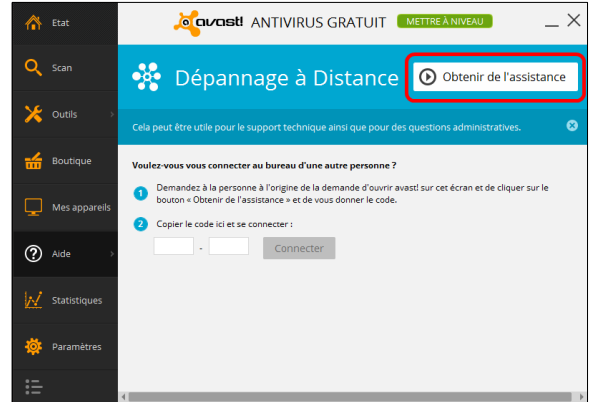 Etat
avast! ANTIVIRUS GRATUIT METTRE À NIVEAU
Scan
Dépannage à Distance
Obtenir de l'assistance
Outils
Cela peut être utile pour le support technique ainsi que pour des questions administratives.
Boutique
Voulez-vous vous connecter au bureau d'une autre personne ?
1 Demandez à la personne à l'origine de la demande d'ouvrir avast! sur cet écran et de cliquer sur le
bouton « Obtenir de l'assistance » et de vous donner le code.
Mes appareils
2 Copier le code ici et se connecter :
- Connecter
Aide
Statistiques
Paramètres